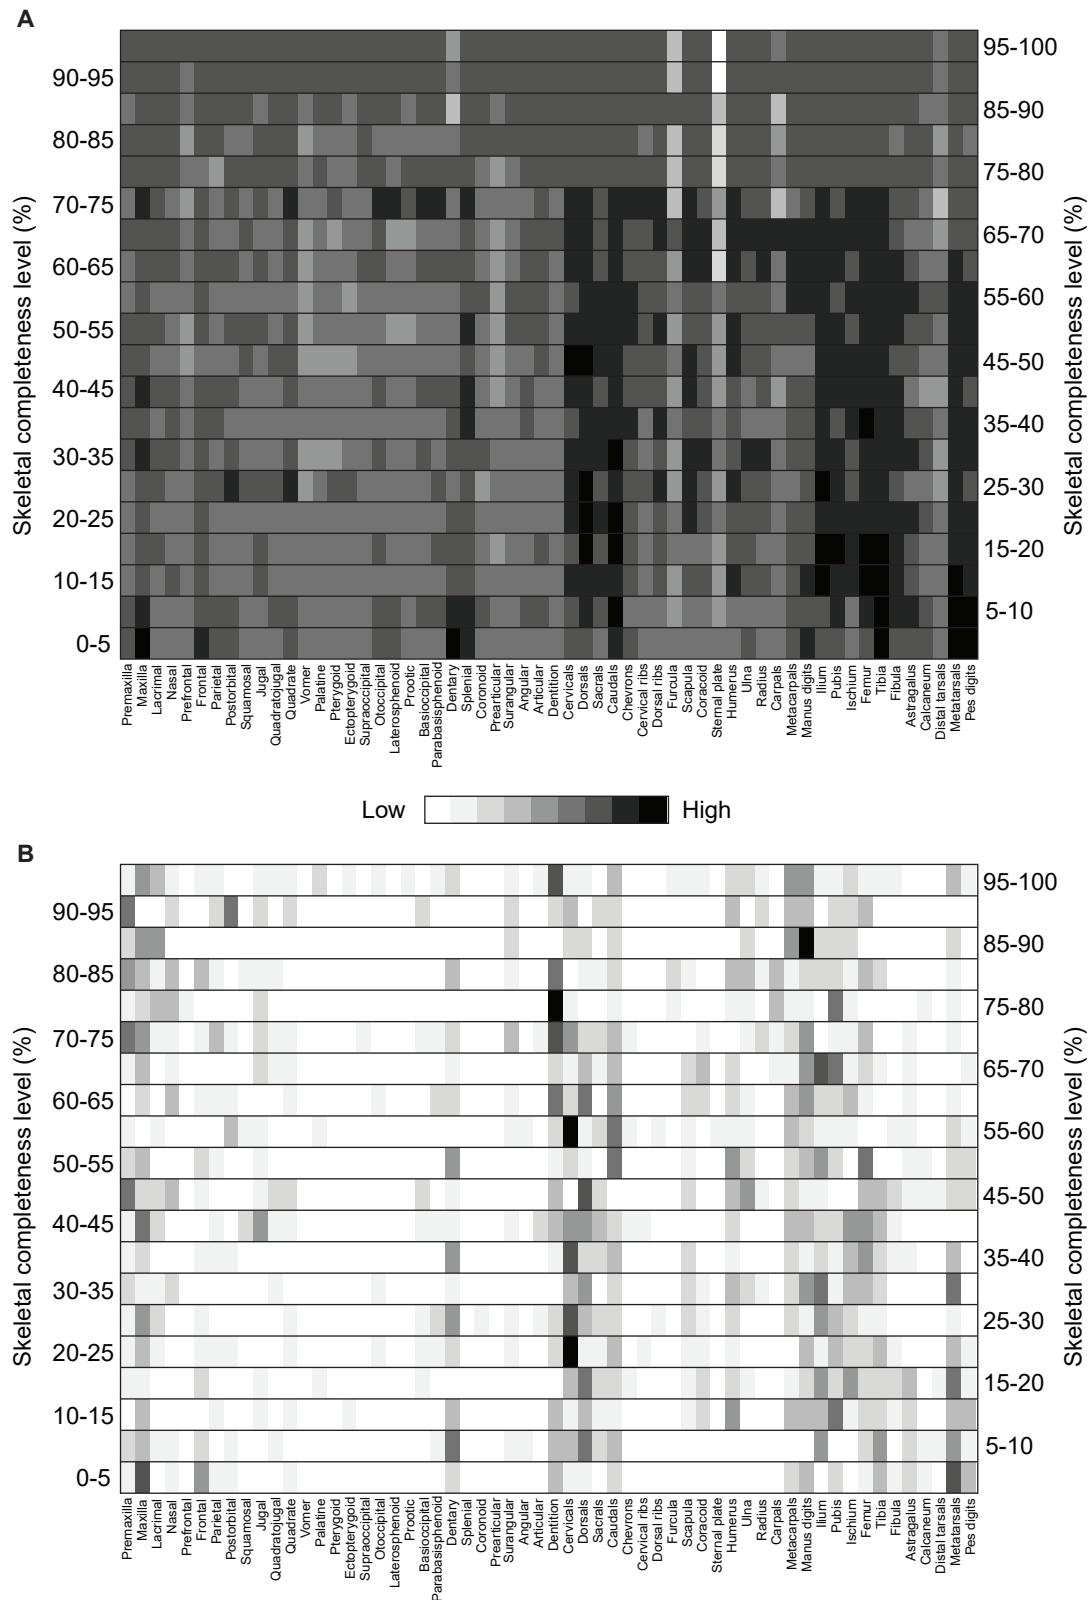 A
95-100
90-95
85-90
80-85
75-80
70-75
65-70
60-65
55-60
50-55
45-50
40-45
35-40
30-35
25-30
20-25
15-20
10-15
5-10
0-5
Skeletal completeness level (%)
Skeletal completeness level (%)
Premaxilla
Maxilla
Lacrimal
Nasal
Prefrontal
Frontal
Parietal
Postorbital
Squamosal
Jugal
Quadratojugal
Quadrate
Vomer
Palatine
Pterygoid
Ectopterygoid
Supraoccipital
Otoccipital
Laterosphenoid
Prootic
Basioccipital
Parabasisphenoid
Dentary
Splenial
Coronoid
Prearticular
Surangular
Angular
Articular
Dentition
Cervicals
Dorsals
Sacrals
Caudals
Chevrons
Cervical ribs
Dorsal ribs
Furcula
Scapula
Coracoid
Sternal plate
Humerus
Ulna
Radius
Carpals
Metacarpals
Manus digits
Ilium
Pubis
Ischium
Femur
Tibia
Fibula
Astragalus
Calcaneum
Distal tarsals
Metatarsals
Pes digits
Low
High
B
95-100
90-95
85-90
80-85
75-80
70-75
65-70
60-65
55-60
50-55
45-50
40-45
35-40
30-35
25-30
20-25
15-20
10-15
5-10
0-5
Skeletal completeness level (%)
Skeletal completeness level (%)
Premaxilla
Maxilla
Lacrimal
Nasal
Prefrontal
Frontal
Parietal
Postorbital
Squamosal
Jugal
Quadratojugal
Quadrate
Vomer
Palatine
Pterygoid
Ectopterygoid
Supraoccipital
Otoccipital
Laterosphenoid
Prootic
Basioccipital
Parabasisphenoid
Dentary
Splenial
Coronoid
Prearticular
Surangular
Angular
Articular
Dentition
Cervicals
Dorsals
Sacrals
Caudals
Chevrons
Cervical ribs
Dorsal ribs
Furcula
Scapula
Coracoid
Sternal plate
Humerus
Ulna
Radius
Carpals
Metacarpals
Manus digits
Ilium
Pubis
Ischium
Femur
Tibia
Fibula
Astragalus
Calcaneum
Distal tarsals
Metatarsals
Pes digits